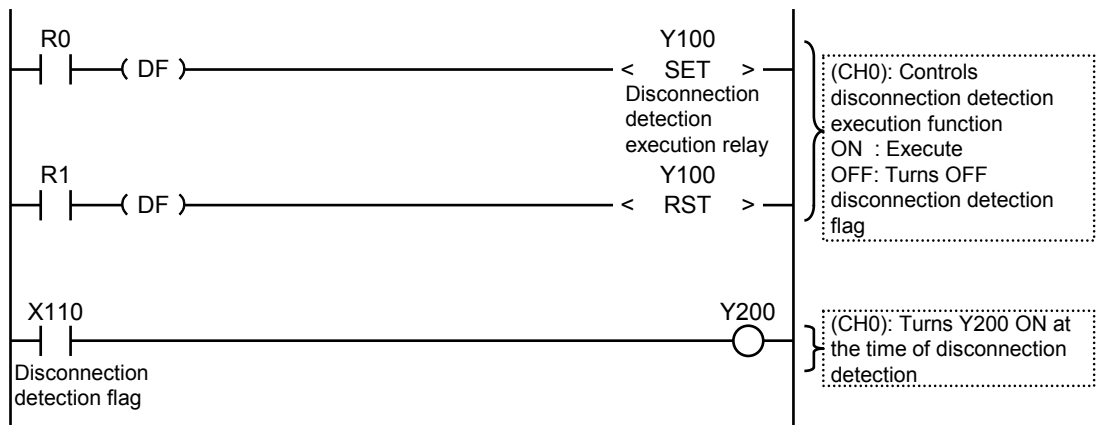 R0
Y100
( DF )
< SET >
Disconnection
detection
execution relay
R1
Y100
( DF )
< RST >
(CH0): Controls
disconnection detection
execution function
ON : Execute
OFF: Turns OFF
disconnection detection
flag
X110
Y200
Disconnection
detection flag
(CH0): Turns Y200 ON at
the time of disconnection
detection